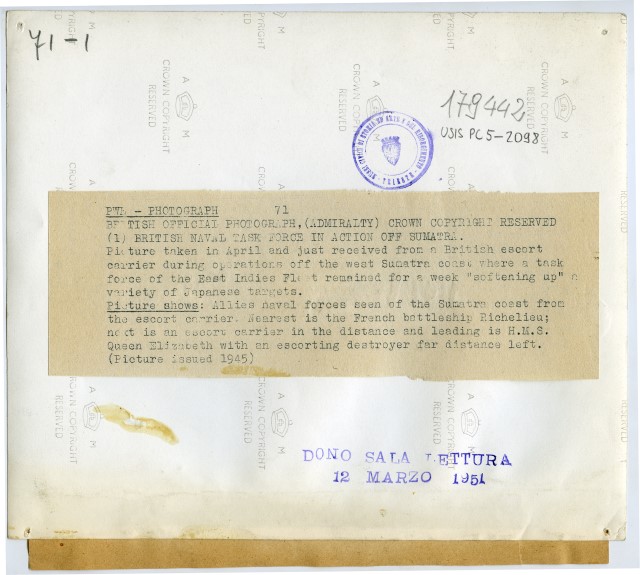 71-1
179442
USIS PC5-2098
PWB - PHOTOGRAPH 71
BRITISH OFFICIAL PHOTOGRAPH,(ADMIRALTY) CROWN COPYRIGHT RESERVED
(1) BRITISH NAVAL TASK FORCE IN ACTION OFF SUMATRA.
Picture taken in April and just received from a British escort
carrier during operations off the west Sumatra coast where a task
force of the East Indies Fleet remained for a week "softening up" a
variety of Japanese targets.
Picture shows: Allies naval forces seen of the Sumatra coast from
the escort carrier. Nearest is the French battleship Richelieu;
next is an escort carrier in the distance and leading is H.M.S.
Queen Elizabeth with an escorting destroyer far distance left.
(Picture issued 1945)
DONO SALA LETTURA
12 MARZO 1951
CROWN COPYRIGHT
RESERVED
A M